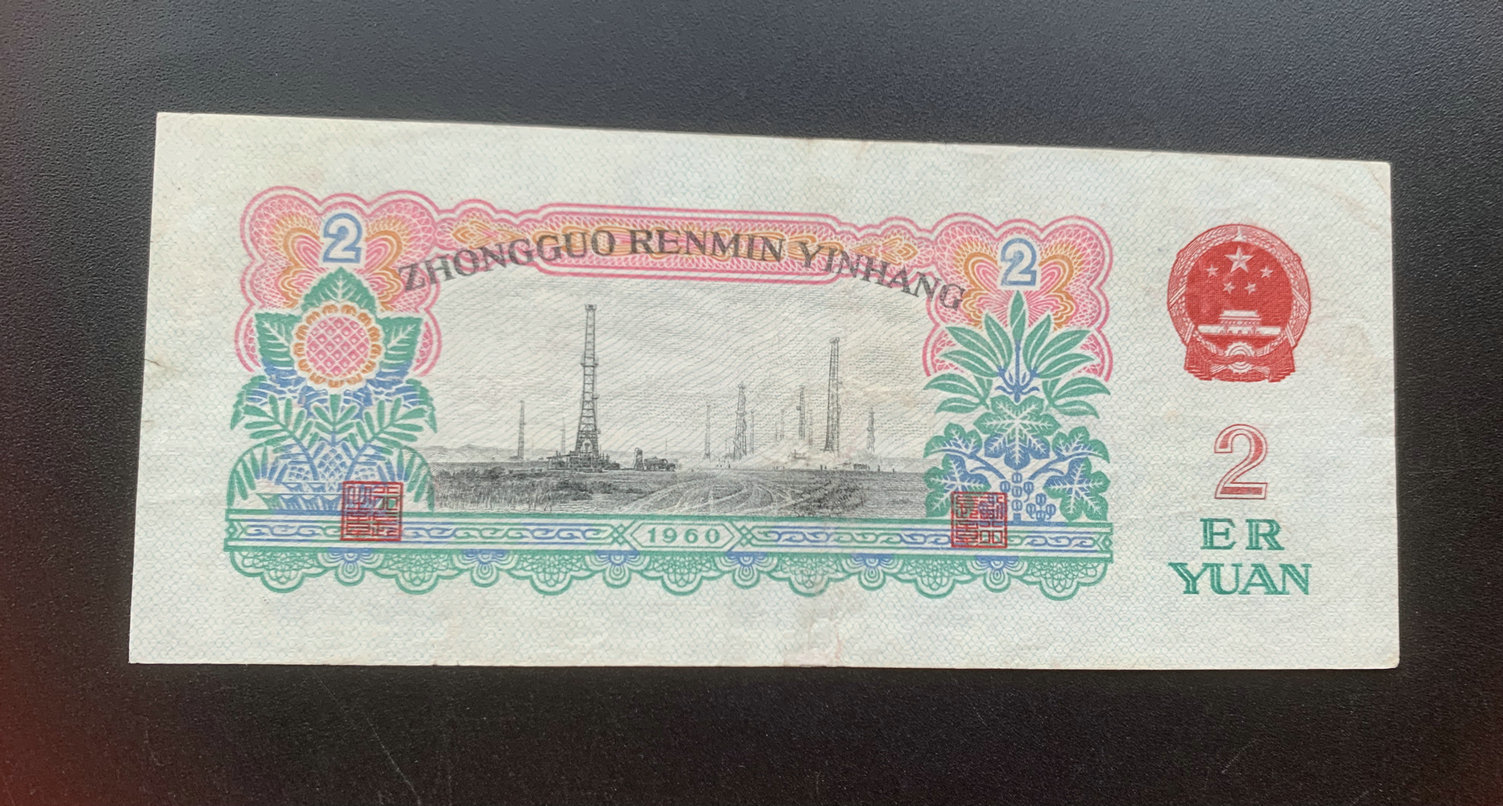 2
2
ZHONGGUO RENMIN YINHANG
2
ER
YUAN
1960